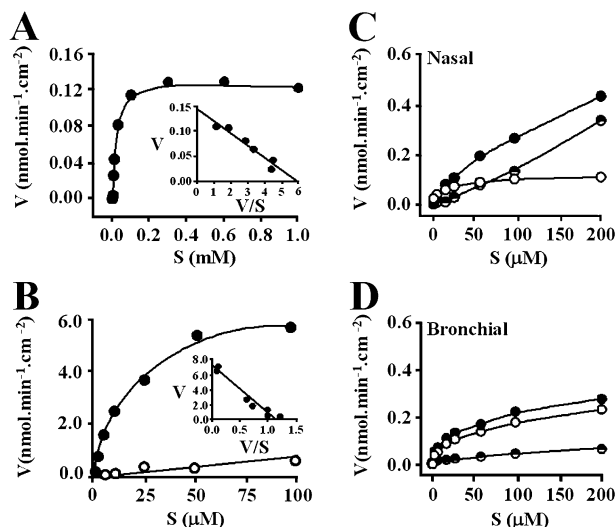 A
V (nmol.min⁻¹.cm⁻²)
0.16
0.12
0.08
0.04
0.00
0.0 0.2 0.4 0.6 0.8 1.0
S (mM)
V
0.15
0.10
0.05
0.00
0 1 2 3 4 5 6
V/S
B
V(nmol.min⁻¹.cm⁻²)
6.0
4.0
2.0
0.0
0 25 50 75 100
S (µM)
V
8.0
6.0
4.0
2.0
0.0
0.0 0.5 1.0 1.5
V/S
C
Nasal
V (nmol.min⁻¹.cm⁻²)
0.6
0.4
0.2
0.0
0 50 100 150 200
S (µM)
D
Bronchial
V(nmol.min⁻¹.cm⁻²)
0.6
0.4
0.2
0.0
0 50 100 150 200
S (µM)